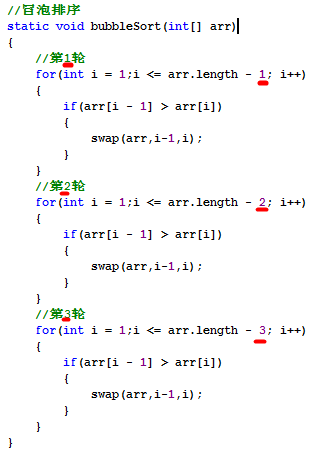 //冒泡排序
static void bubbleSort(int[] arr)
{
    //第1轮
    for(int i = 1;i <= arr.length - 1; i++)
    {
        if(arr[i - 1] > arr[i])
        {
            swap(arr,i-1,i);
        }
    }
    //第2轮
    for(int i = 1;i <= arr.length - 2; i++)
    {
        if(arr[i - 1] > arr[i])
        {
            swap(arr,i-1,i);
        }
    }
    //第3轮
    for(int i = 1;i <= arr.length - 3; i++)
    {
        if(arr[i - 1] > arr[i])
        {
            swap(arr,i-1,i);
        }
    }
}